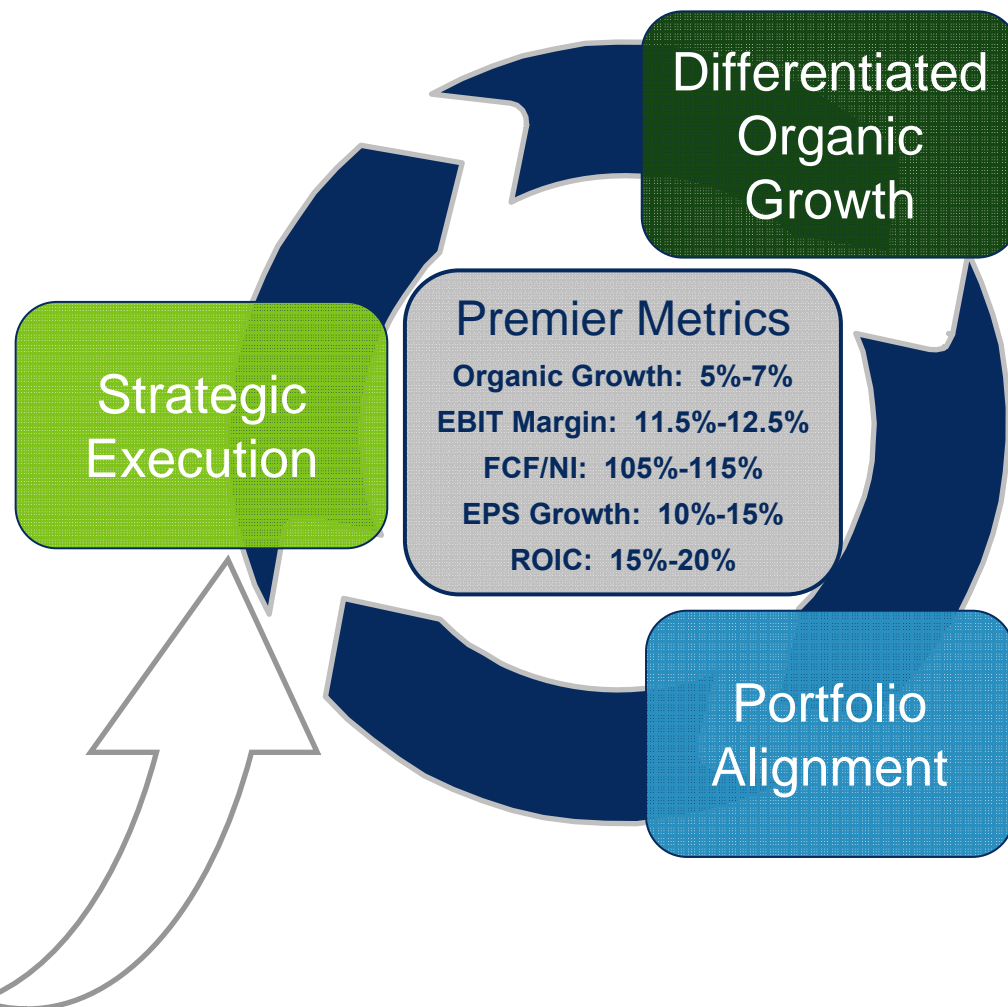 Differentiated
Organic
Growth
Premier Metrics
Organic Growth: 5%-7%
EBIT Margin: 11.5%-12.5%
FCF/NI: 105%-115%
EPS Growth: 10%-15%
ROIC: 15%-20%
Strategic
Execution
Portfolio
Alignment